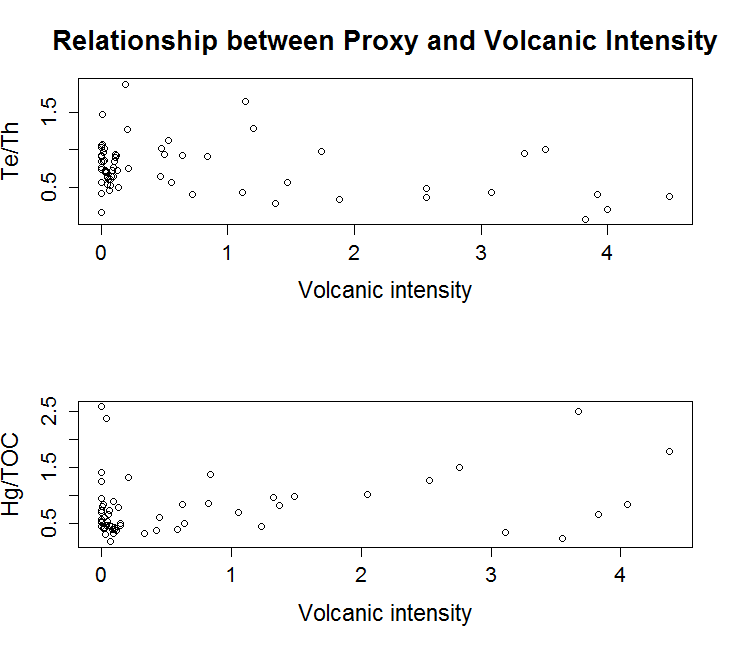 Relationship between Proxy and Volcanic Intensity
Te/Th
1.5
0.5
0 1 2 3 4
Volcanic intensity
Hg/TOC
2.5
1.5
0.5
0 1 2 3 4
Volcanic intensity